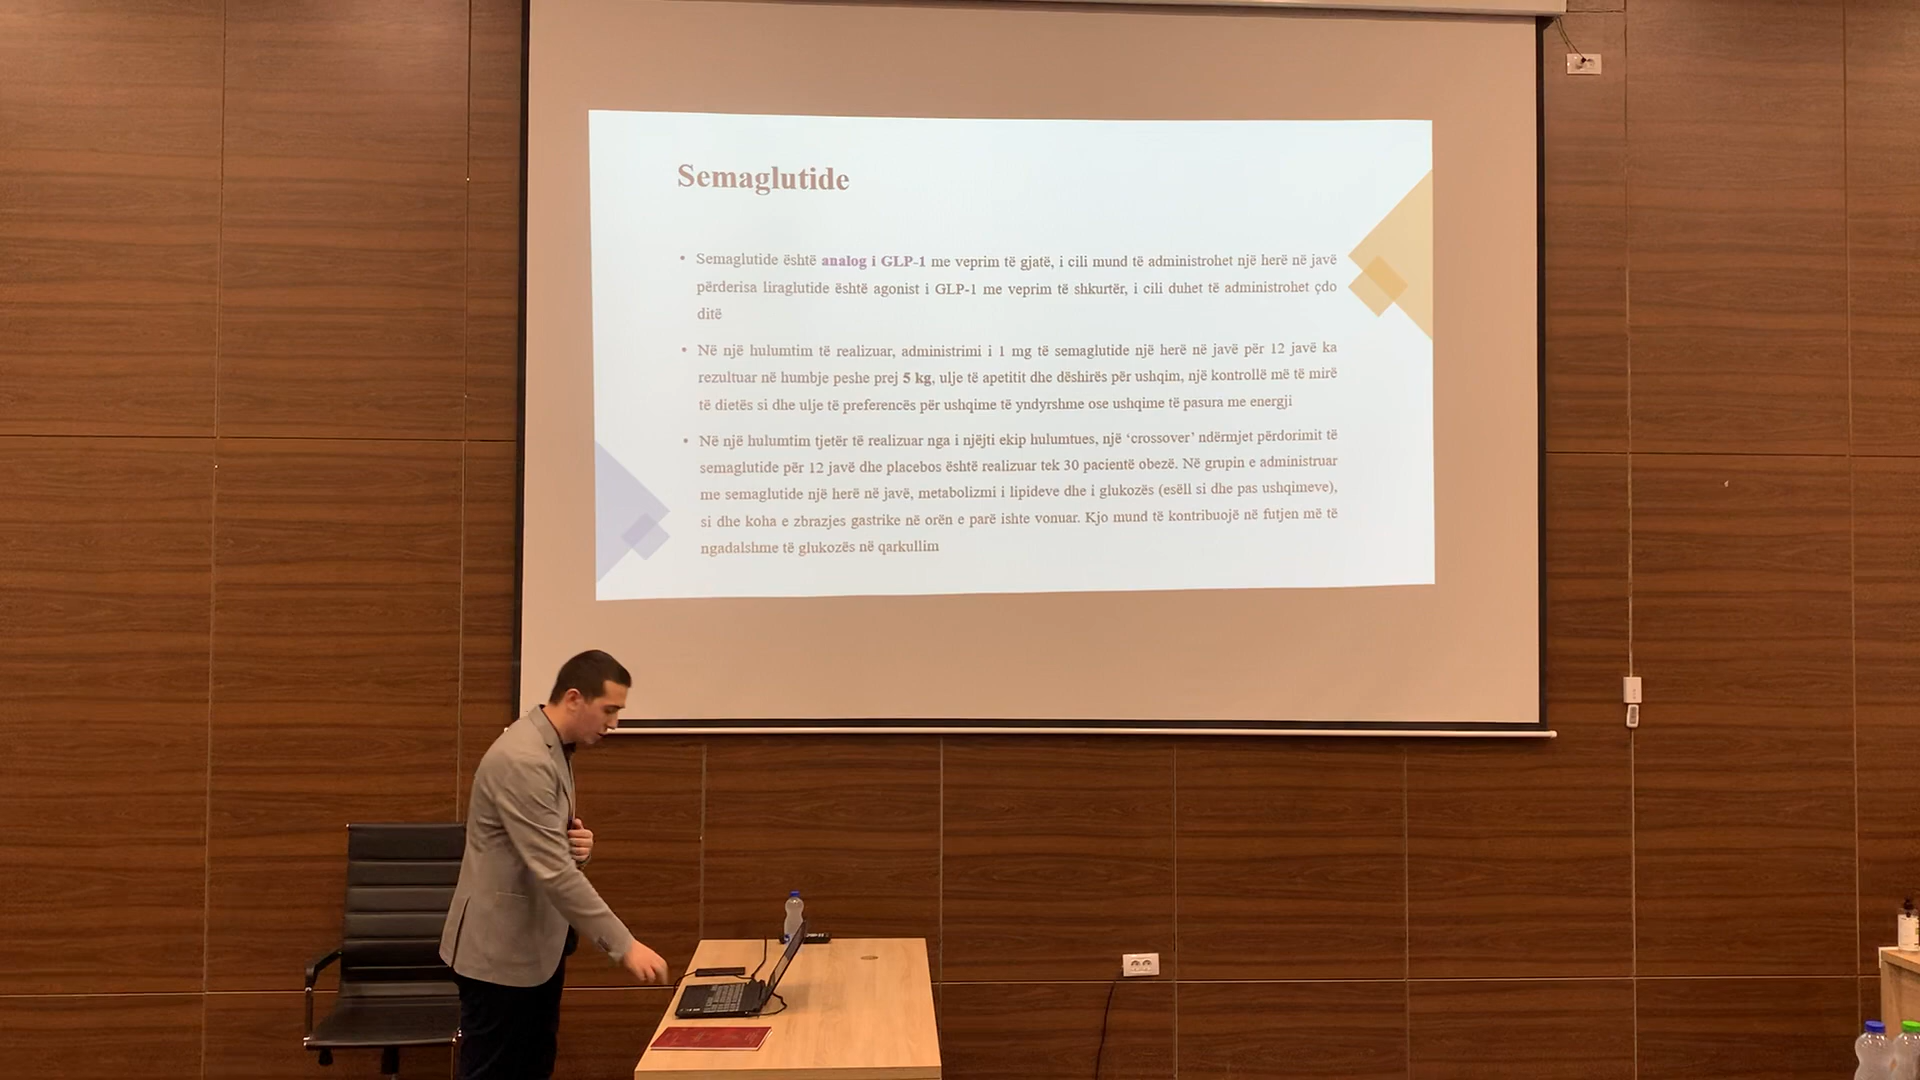 Semaglutide
• Semaglutide është analog i GLP-1 me veprim të gjatë, i cili mund të administrohet një herë në javë
përderisa liraglutide është agonist i GLP-1 me veprim të shkurtër, i cili duhet të administrohet çdo
ditë
• Në një hulumtim të realizuar, administrimi i 1 mg të semaglutide një herë në javë për 12 javë ka
rezultuar në humbje peshe prej 5 kg, ulje të apetitit dhe dëshirës për ushqim, një kontrollë më të mirë
të dietës si dhe ulje të preferencës për ushqime të yndyrshme ose ushqime të pasura me energji
• Në një hulumtim tjetër të realizuar nga i njëjti ekip hulumtues, një ‘crossover’ ndërmjet përdorimit të
semaglutide për 12 javë dhe placebos është realizuar tek 30 pacientë obezë. Në grupin e administruar
me semaglutide një herë në javë, metabolizmi i lipideve dhe i glukozës (esëll si dhe pas ushqimeve),
si dhe koha e zbrazjes gastrike në orën e parë ishte vonuar. Kjo mund të kontribuojë në futjen më të
ngadalshme të glukozës në qarkullim